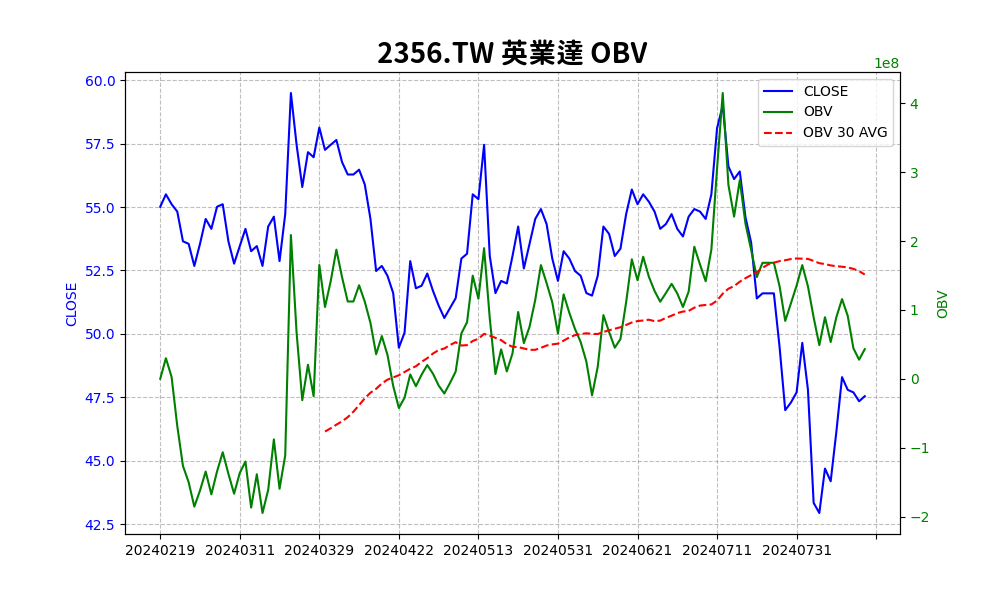 2356.TW 英業達 OBV
1e8
60.0
57.5
55.0
52.5
50.0
47.5
45.0
42.5
CLOSE
CLOSE
OBV
OBV 30 AVG
4
3
2
1
0
−1
−2
OBV
20240219 20240311 20240329 20240422 20240513 20240531 20240621 20240711 20240731